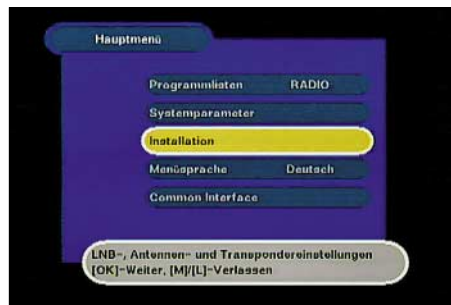 Hauptmenü
Programmlisten RADIO
Systemparameter
Installation
Menüsprache Deutsch
Common Interface
LNB-, Antennen- und Transpondereinstellungen
[OK]-Weiter, [M]/[L]-Verlassen